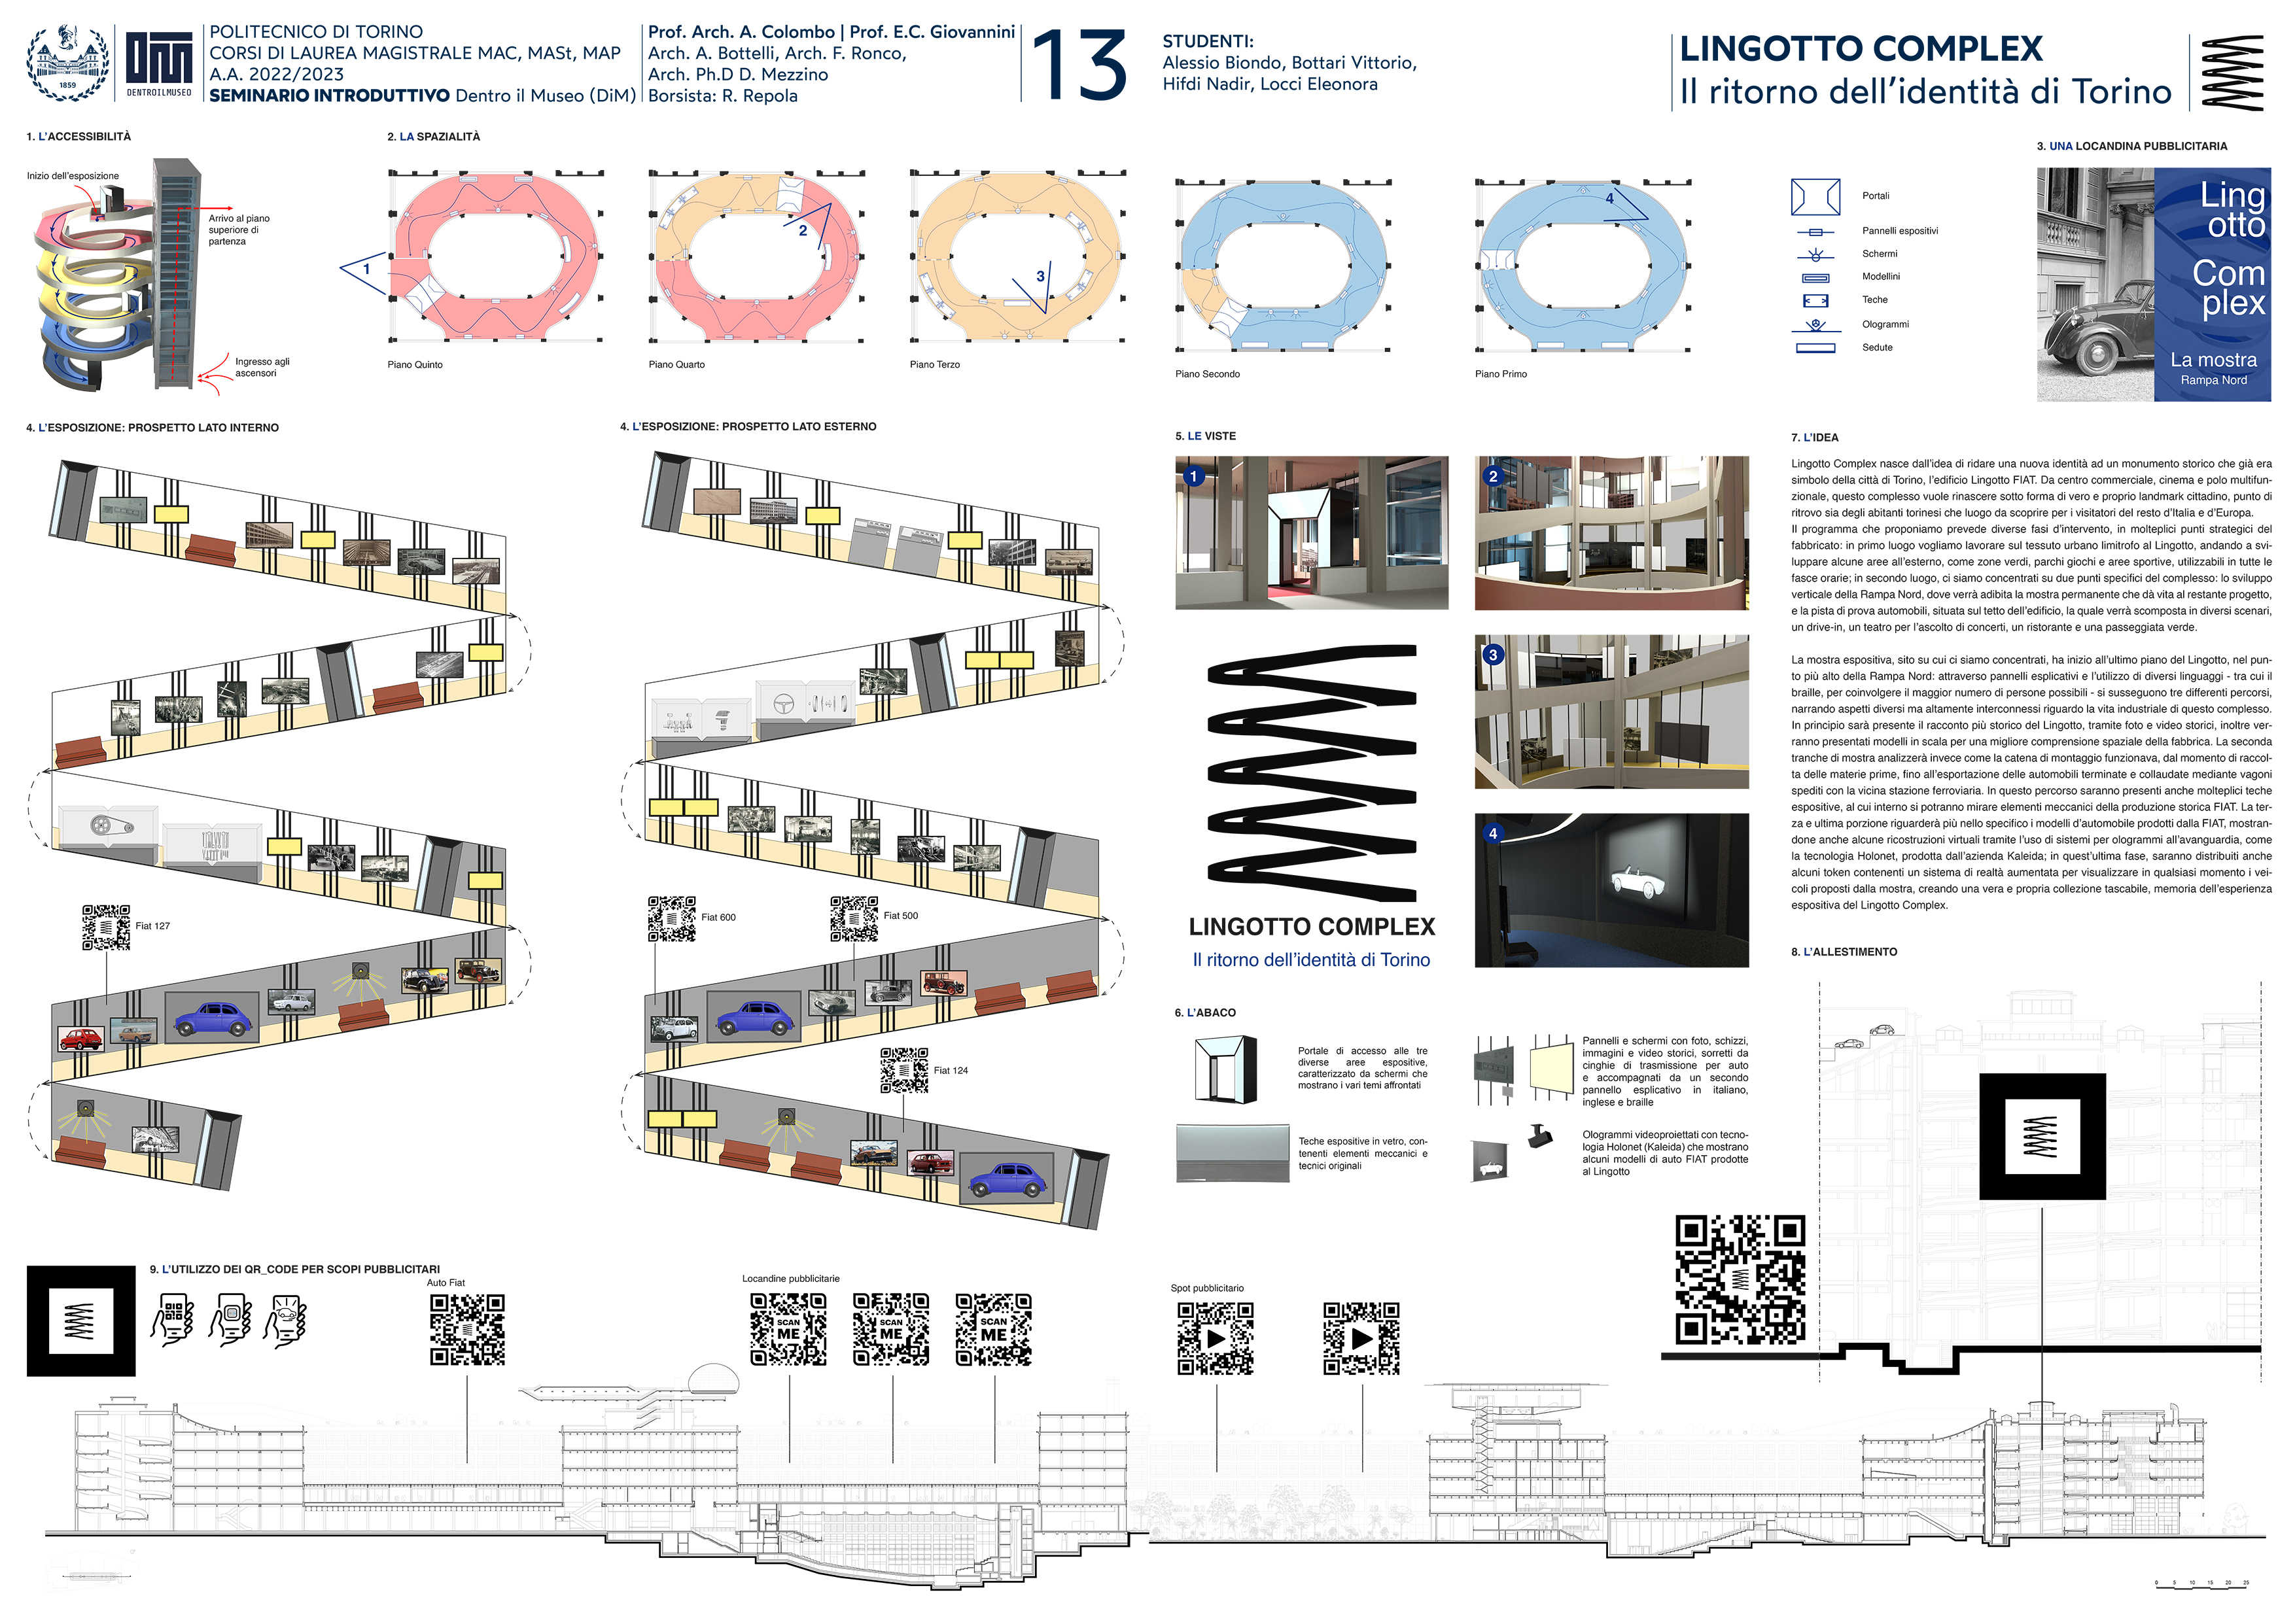 1859
DENTROILMUSEO
POLITECNICO DI TORINO
CORSI DI LAUREA MAGISTRALE MAC, MASt, MAP
A.A. 2022/2023
SEMINARIO INTRODUTTIVO Dentro il Museo (DiM)
Prof. Arch. A. Colombo | Prof. E.C. Giovannini
Arch. A. Bottelli, Arch. F. Ronco,
Arch. Ph.D D. Mezzino
Borsista: R. Repola
13
STUDENTI:
Alessio Biondo, Bottari Vittorio,
Hifdi Nadir, Locci Eleonora
LINGOTTO COMPLEX
Il ritorno dell'identità di Torino
1. L'ACCESSIBILITÀ
Inizio dell'esposizione
Arrivo al piano
superiore di
partenza
Ingresso agli
ascensori
2. LA SPAZIALITÀ
1
Piano Quinto
2
Piano Quarto
3
Piano Terzo
Piano Secondo
4
Piano Primo
Portali
Pannelli espositivi
Schermi
Modellini
Teche
Ologrammi
Sedute
3. UNA LOCANDINA PUBBLICITARIA
Ling
otto
Com
plex
La mostra
Rampa Nord
4. L'ESPOSIZIONE: PROSPETTO LATO INTERNO
Fiat 127
4. L'ESPOSIZIONE: PROSPETTO LATO ESTERNO
Fiat 600
Fiat 500
Fiat 124
5. LE VISTE
1
2
3
4
LINGOTTO COMPLEX
Il ritorno dell'identità di Torino
6. L'ABACO
Portale di accesso alle tre
diverse aree espositive,
caratterizzato da schermi che
mostrano i vari temi affrontati
Teche espositive in vetro, con-
tenenti elementi meccanici e
tecnici originali
Pannelli e schermi con foto, schizzi,
immagini e video storici, sorretti da
cinghie di trasmissione per auto
e accompagnati da un secondo
pannello esplicativo in italiano,
inglese e braille
Ologrammi videoproiettati con tecno-
logia Holonet (Kaleida) che mostrano
alcuni modelli di auto FIAT prodotte
al Lingotto
7. L'IDEA
Lingotto Complex nasce dall'idea di ridare una nuova identità ad un monumento storico che già era
simbolo della città di Torino, l'edificio Lingotto FIAT. Da centro commerciale, cinema e polo multifun-
zionale, questo complesso vuole rinascere sotto forma di vero e proprio landmark cittadino, punto di
ritrovo sia degli abitanti torinesi che luogo da scoprire per i visitatori del resto d'Italia e d'Europa.
Il programma che proponiamo prevede diverse fasi d'intervento, in molteplici punti strategici del
fabbricato: in primo luogo vogliamo lavorare sul tessuto urbano limitrofo al Lingotto, andando a svi-
luppare alcune aree all'esterno, come zone verdi, parchi giochi e aree sportive, utilizzabili in tutte le
fasce orarie; in secondo luogo, ci siamo concentrati su due punti specifici del complesso: lo sviluppo
verticale della Rampa Nord, dove verrà adibita la mostra permanente che dà vita al restante progetto,
e la pista di prova automobili, situata sul tetto dell'edificio, la quale verrà scomposta in diversi scenari,
un drive-in, un teatro per l'ascolto di concerti, un ristorante e una passeggiata verde.
La mostra espositiva, sito su cui ci siamo concentrati, ha inizio all'ultimo piano del Lingotto, nel pun-
to più alto della Rampa Nord: attraverso pannelli esplicativi e l'utilizzo di diversi linguaggi - tra cui il
braille, per coinvolgere il maggior numero di persone possibili - si susseguono tre differenti percorsi,
narrando aspetti diversi ma altamente interconnessi riguardo la vita industriale di questo complesso.
In principio sarà presente il racconto più storico del Lingotto, tramite foto e video storici, inoltre ver-
ranno presentati modelli in scala per una migliore comprensione spaziale della fabbrica. La seconda
tranche di mostra analizzerà invece come la catena di montaggio funzionava, dal momento di raccol-
ta delle materie prime, fino all'esportazione delle automobili terminate e collaudate mediante vagoni
spediti con la vicina stazione ferroviaria. In questo percorso saranno presenti anche molteplici teche
espositive, al cui interno si potranno mirare elementi meccanici della produzione storica FIAT. La ter-
za e ultima porzione riguarderà più nello specifico i modelli d'automobile prodotti dalla FIAT, mostran-
done anche alcune ricostruzioni virtuali tramite l'uso di sistemi per ologrammi all'avanguardia, come
la tecnologia Holonet, prodotta dall'azienda Kaleida; in quest'ultima fase, saranno distribuiti anche
alcuni token contenenti un sistema di realtà aumentata per visualizzare in qualsiasi momento i vei-
coli proposti dalla mostra, creando una vera e propria collezione tascabile, memoria dell'esperienza
espositiva del Lingotto Complex.
8. L'ALLESTIMENTO
9. L'UTILIZZO DEI QR_CODE PER SCOPI PUBBLICITARI
Auto Fiat
Locandine pubblicitarie
SCAN
ME
SCAN
ME
SCAN
ME
Spot pubblicitario
0 5 10 15 20 25